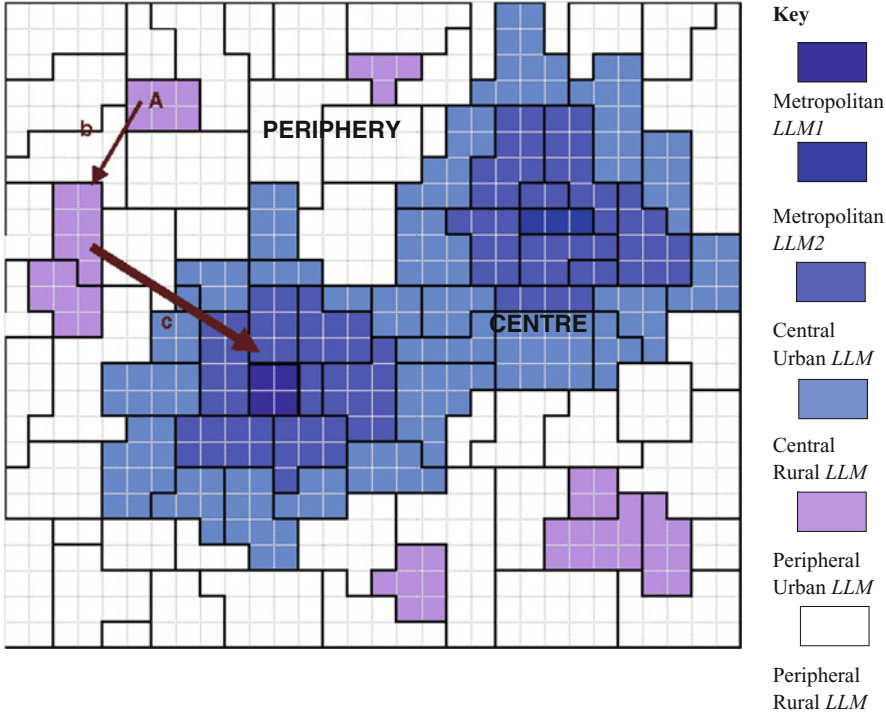 A
b
PERIPHERY
c
CENTRE
Key
Metropolitan
LLM1
Metropolitan
LLM2
Central
Urban LLM
Central
Rural LLM
Peripheral
Urban LLM
Peripheral
Rural LLM